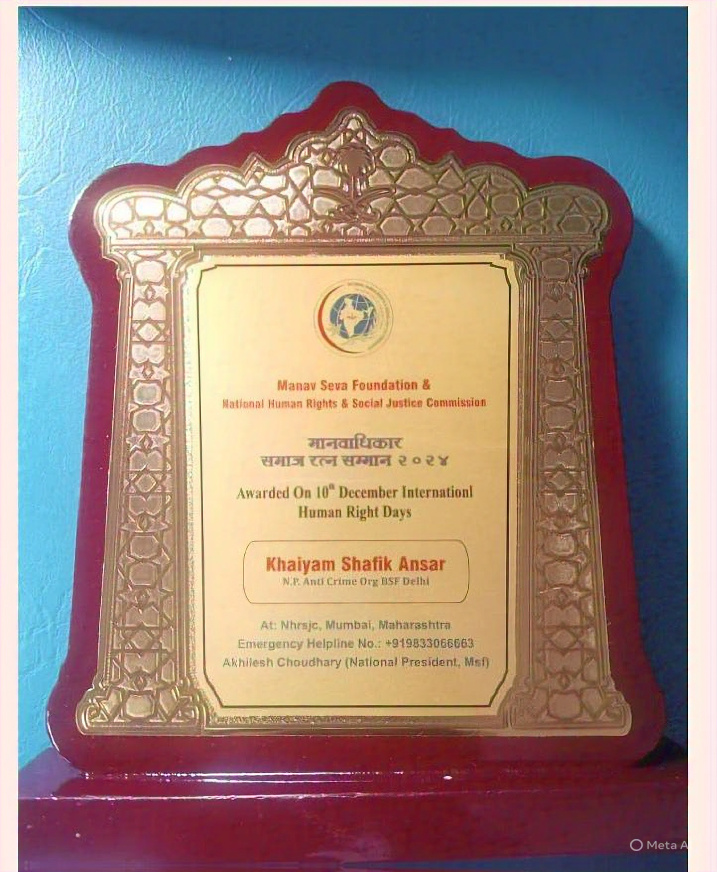 Manav Seva Foundation &
National Human Rights & Social Justice Commission
मानवाधिकार
समाज रत्न सम्मान २०२४
Awarded On 10th December Internationl
Human Right Days
Khaiyam Shafik Ansar
N.P. Anti Crime Org BSF Delhi
At: Nhrsjc, Mumbai, Maharashtra
Emergency Helpline No.: +919833066663
Akhilesh Choudhary (National President, Msf)
Meta A